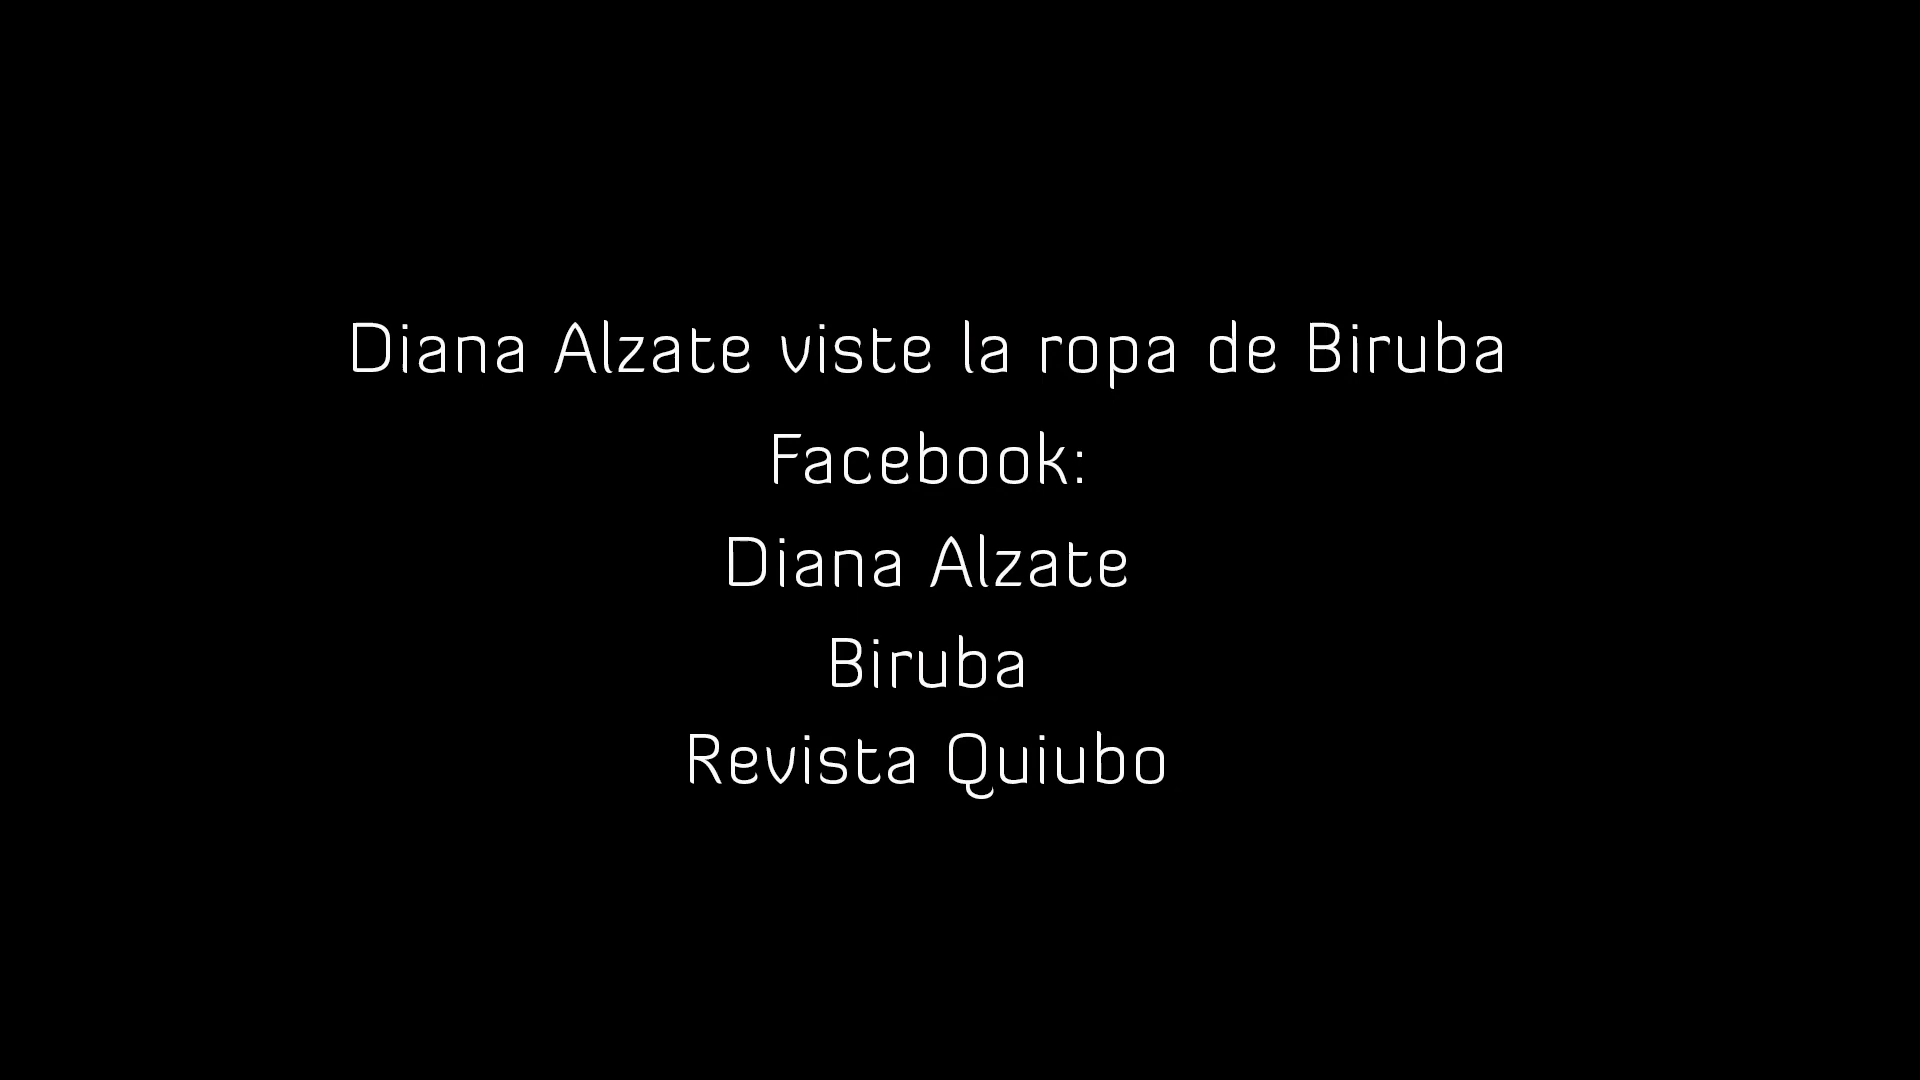 Diana Alzate viste la ropa de Biruba
Facebook:
Diana Alzate
Biruba
Revista Quiubo